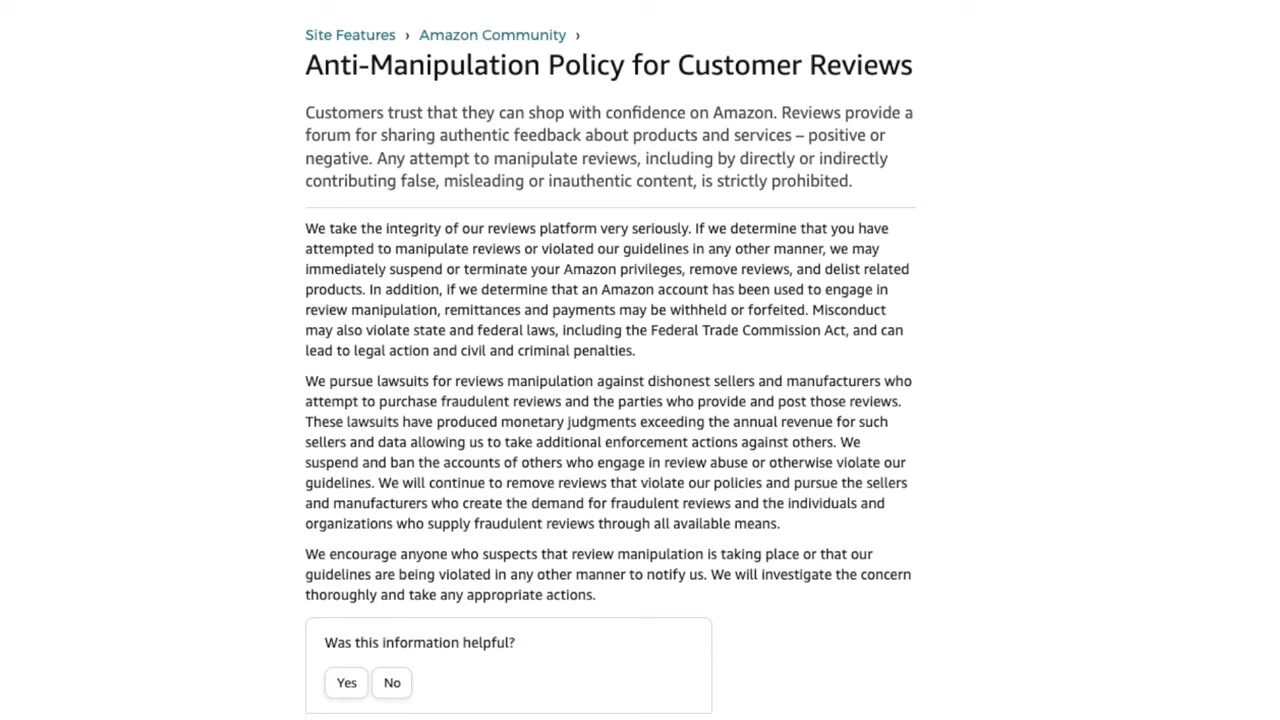 Site Features › Amazon Community ›
Anti-Manipulation Policy for Customer Reviews
Customers trust that they can shop with confidence on Amazon. Reviews provide a
forum for sharing authentic feedback about products and services – positive or
negative. Any attempt to manipulate reviews, including by directly or indirectly
contributing false, misleading or inauthentic content, is strictly prohibited.
We take the integrity of our reviews platform very seriously. If we determine that you have
attempted to manipulate reviews or violated our guidelines in any other manner, we may
immediately suspend or terminate your Amazon privileges, remove reviews, and delist related
products. In addition, if we determine that an Amazon account has been used to engage in
review manipulation, remittances and payments may be withheld or forfeited. Misconduct
may also violate state and federal laws, including the Federal Trade Commission Act, and can
lead to legal action and civil and criminal penalties.
We pursue lawsuits for reviews manipulation against dishonest sellers and manufacturers who
attempt to purchase fraudulent reviews and the parties who provide and post those reviews.
These lawsuits have produced monetary judgments exceeding the annual revenue for such
sellers and data allowing us to take additional enforcement actions against others. We
suspend and ban the accounts of others who engage in review abuse or otherwise violate our
guidelines. We will continue to remove reviews that violate our policies and pursue the sellers
and manufacturers who create the demand for fraudulent reviews and the individuals and
organizations who supply fraudulent reviews through all available means.
We encourage anyone who suspects that review manipulation is taking place or that our
guidelines are being violated in any other manner to notify us. We will investigate the concern
thoroughly and take any appropriate actions.
Was this information helpful?
Yes No